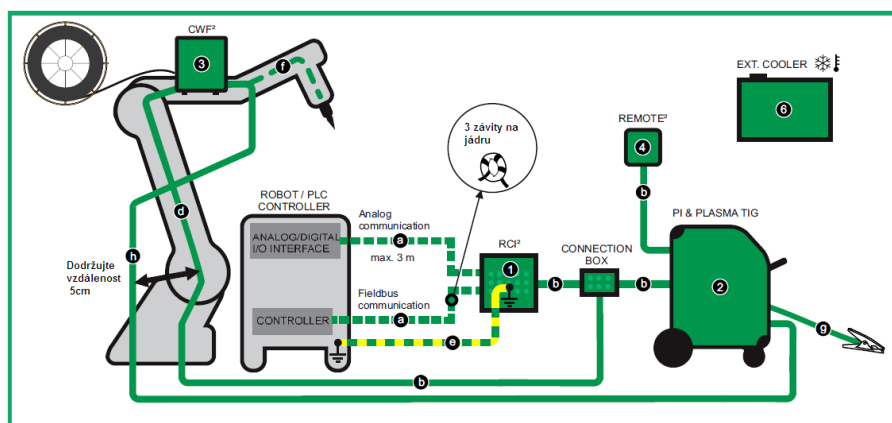 CWF²
3
f
EXT. COOLER
6
3 závity na
jádru
REMOTE²
4
b
ROBOT / PLC
CONTROLLER
Analog
communication
a
max. 3 m
ANALOG/DIGITAL
I/O INTERFACE
d
h
Dodržujte
vzdálenost
5cm
RCI²
1
CONNECTION
BOX
b
b
PI & PLASMA TIG
2
Fieldbus
communication
CONTROLLER
a
e
g
b